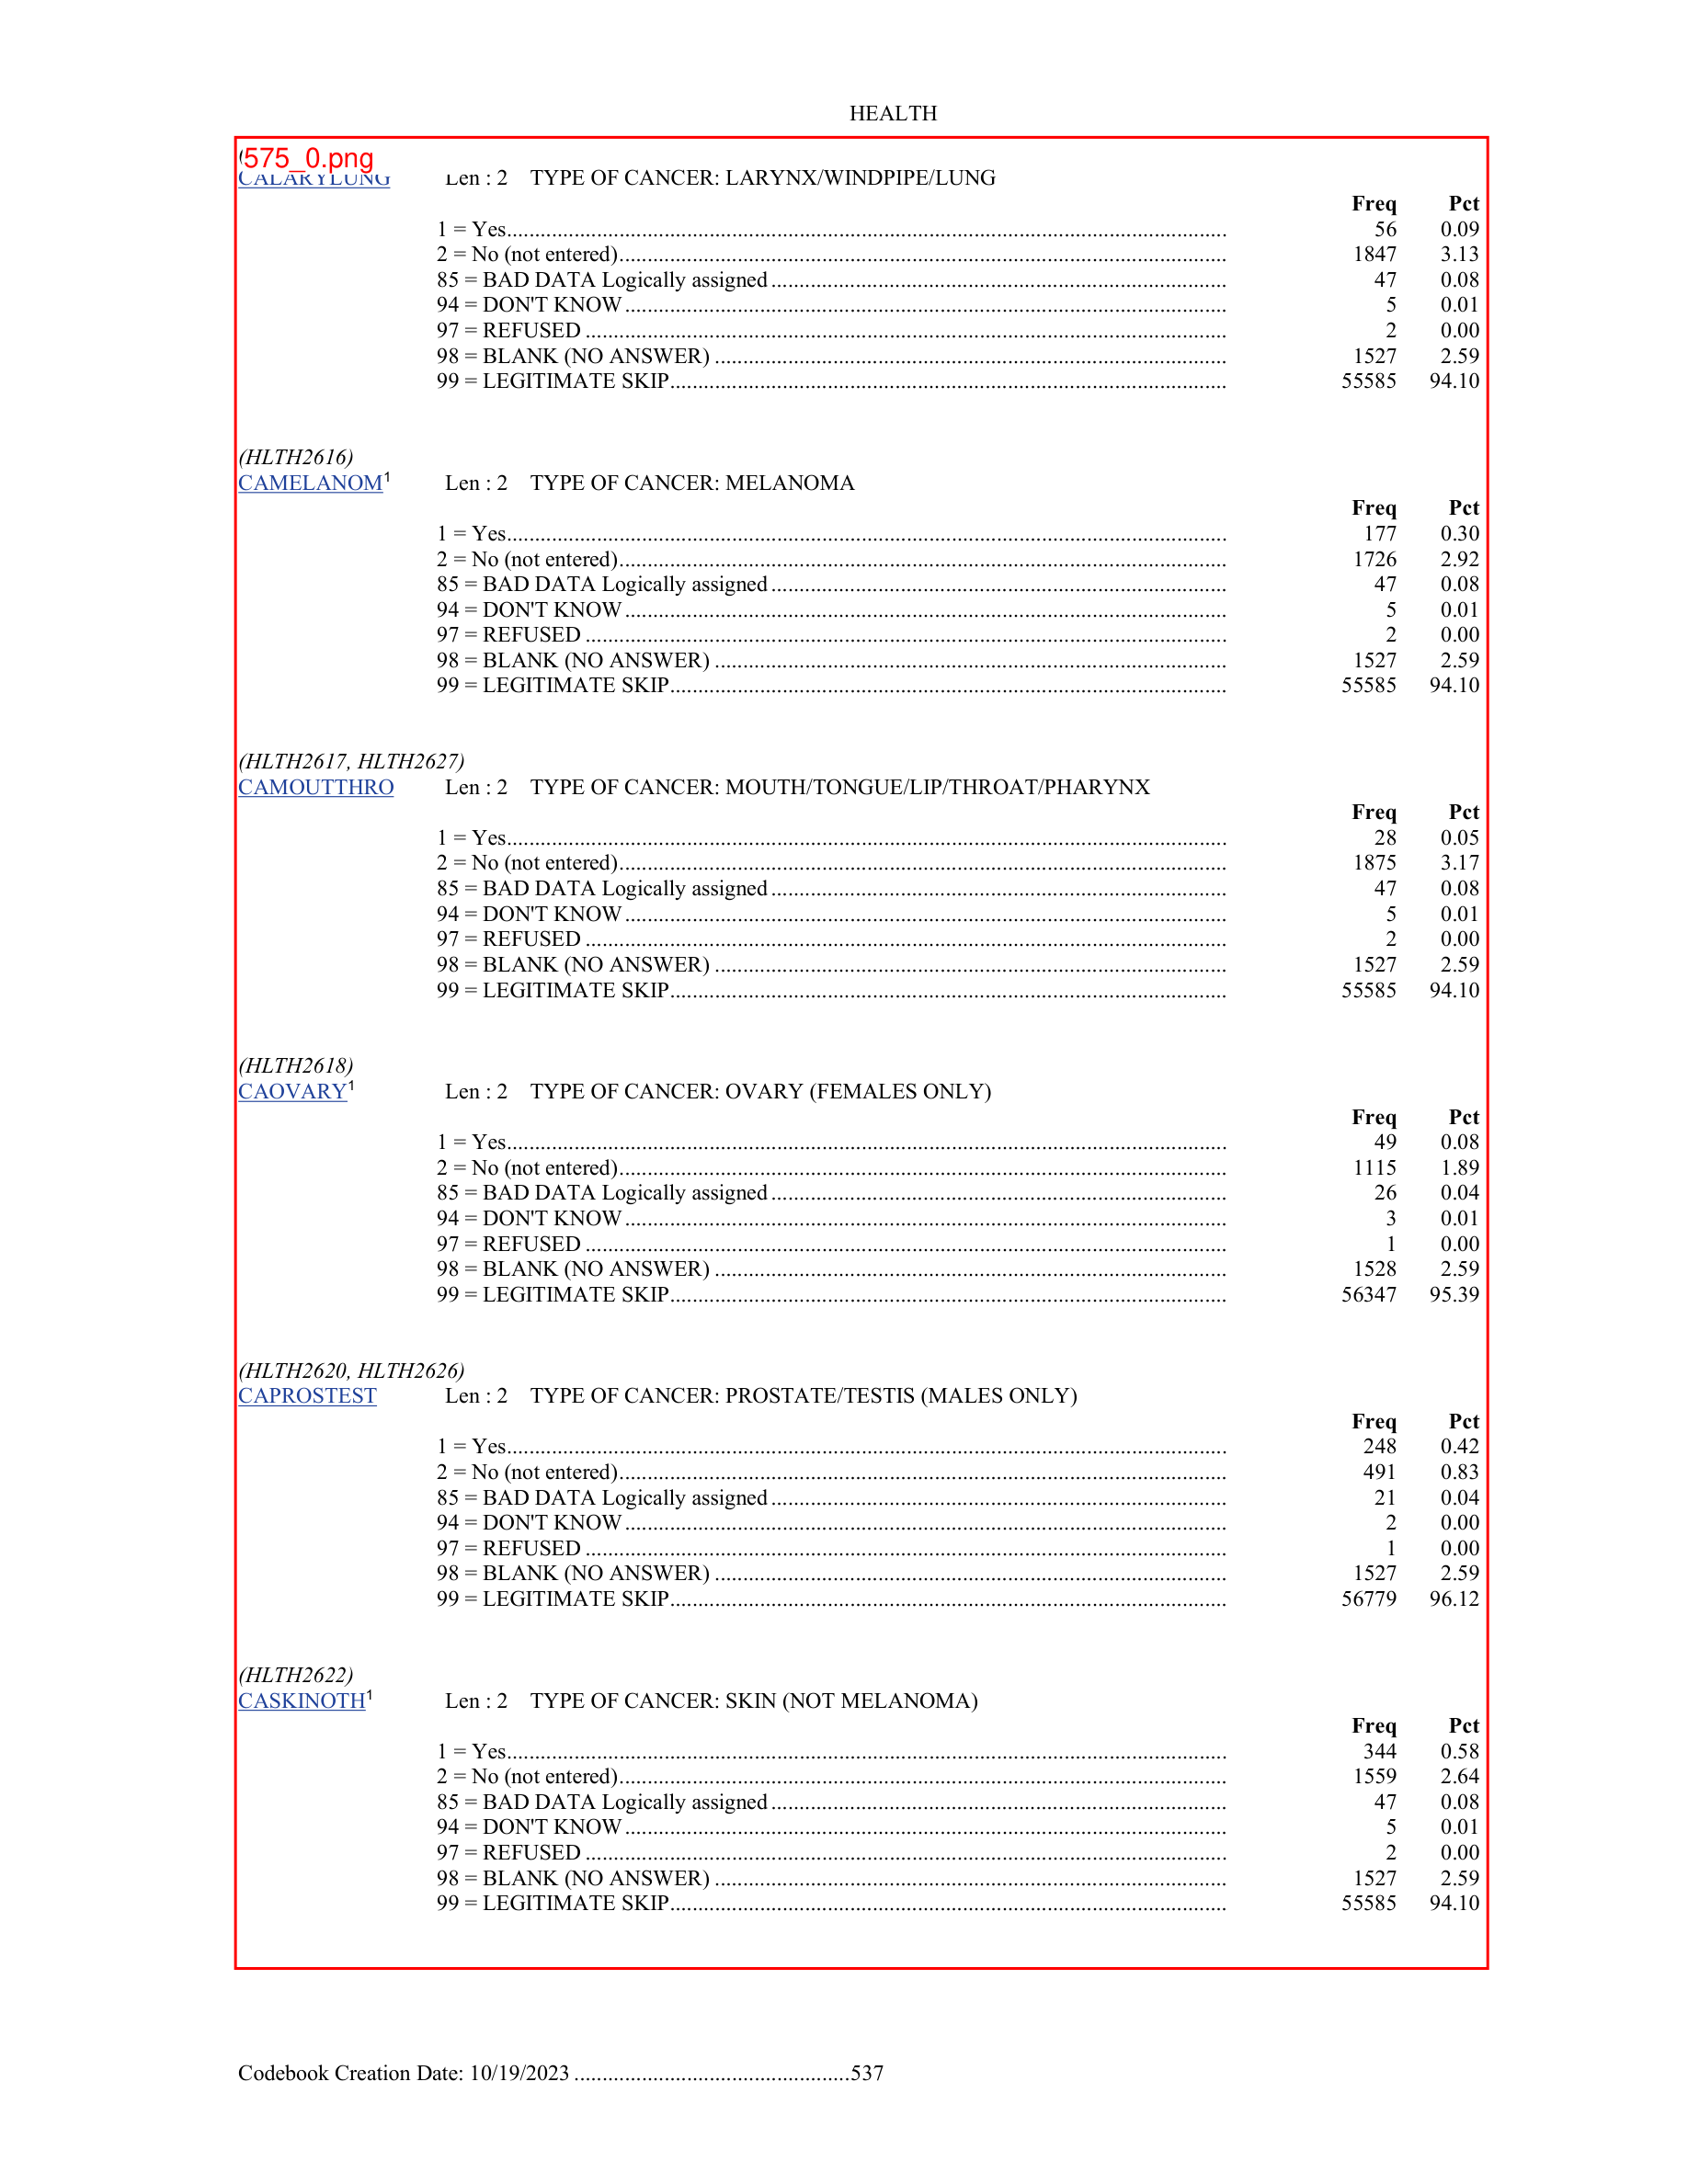 HEALTH
575_0.png
CALARYLUNG Len : 2 TYPE OF CANCER: LARYNX/WINDPIPE/LUNG
Freq Pct
1 = Yes 56 0.09
2 = No (not entered) 1847 3.13
85 = BAD DATA Logically assigned 47 0.08
94 = DON'T KNOW 5 0.01
97 = REFUSED 2 0.00
98 = BLANK (NO ANSWER) 1527 2.59
99 = LEGITIMATE SKIP 55585 94.10
(HLTH2616)
CAMELANOM¹ Len : 2 TYPE OF CANCER: MELANOMA
Freq Pct
1 = Yes 177 0.30
2 = No (not entered) 1726 2.92
85 = BAD DATA Logically assigned 47 0.08
94 = DON'T KNOW 5 0.01
97 = REFUSED 2 0.00
98 = BLANK (NO ANSWER) 1527 2.59
99 = LEGITIMATE SKIP 55585 94.10
(HLTH2617, HLTH2627)
CAMOUTTHRO Len : 2 TYPE OF CANCER: MOUTH/TONGUE/LIP/THROAT/PHARYNX
Freq Pct
1 = Yes 28 0.05
2 = No (not entered) 1875 3.17
85 = BAD DATA Logically assigned 47 0.08
94 = DON'T KNOW 5 0.01
97 = REFUSED 2 0.00
98 = BLANK (NO ANSWER) 1527 2.59
99 = LEGITIMATE SKIP 55585 94.10
(HLTH2618)
CAOVARY¹ Len : 2 TYPE OF CANCER: OVARY (FEMALES ONLY)
Freq Pct
1 = Yes 49 0.08
2 = No (not entered) 1115 1.89
85 = BAD DATA Logically assigned 26 0.04
94 = DON'T KNOW 3 0.01
97 = REFUSED 1 0.00
98 = BLANK (NO ANSWER) 1528 2.59
99 = LEGITIMATE SKIP 56347 95.39
(HLTH2620, HLTH2626)
CAPROSTEST Len : 2 TYPE OF CANCER: PROSTATE/TESTIS (MALES ONLY)
Freq Pct
1 = Yes 248 0.42
2 = No (not entered) 491 0.83
85 = BAD DATA Logically assigned 21 0.04
94 = DON'T KNOW 2 0.00
97 = REFUSED 1 0.00
98 = BLANK (NO ANSWER) 1527 2.59
99 = LEGITIMATE SKIP 56779 96.12
(HLTH2622)
CASKINOTH¹ Len : 2 TYPE OF CANCER: SKIN (NOT MELANOMA)
Freq Pct
1 = Yes 344 0.58
2 = No (not entered) 1559 2.64
85 = BAD DATA Logically assigned 47 0.08
94 = DON'T KNOW 5 0.01
97 = REFUSED 2 0.00
98 = BLANK (NO ANSWER) 1527 2.59
99 = LEGITIMATE SKIP 55585 94.10
Codebook Creation Date: 10/19/2023 537